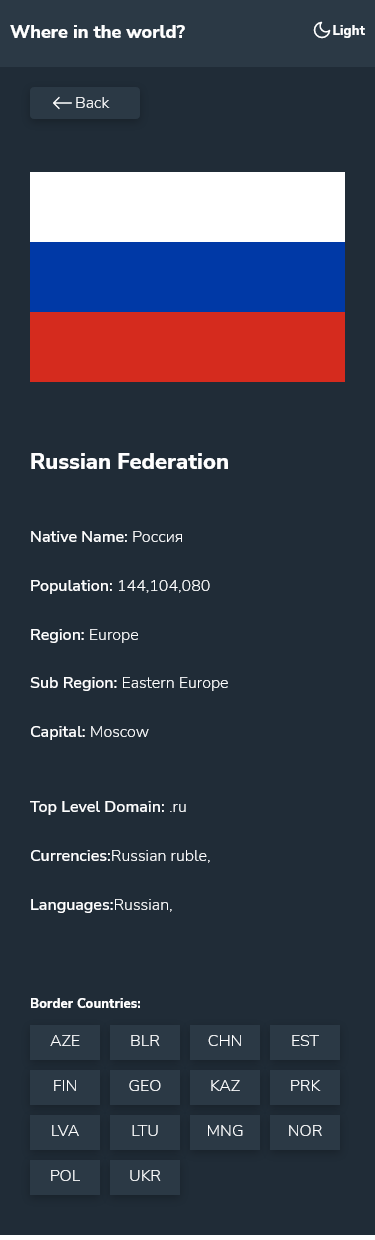 Where in the world?
Light
Back
Russian Federation
Native Name: Россия
Population: 144,104,080
Region: Europe
Sub Region: Eastern Europe
Capital: Moscow
Top Level Domain: .ru
Currencies:Russian ruble,
Languages:Russian,
Border Countries:
AZE BLR CHN EST
FIN GEO KAZ PRK
LVA LTU MNG NOR
POL UKR